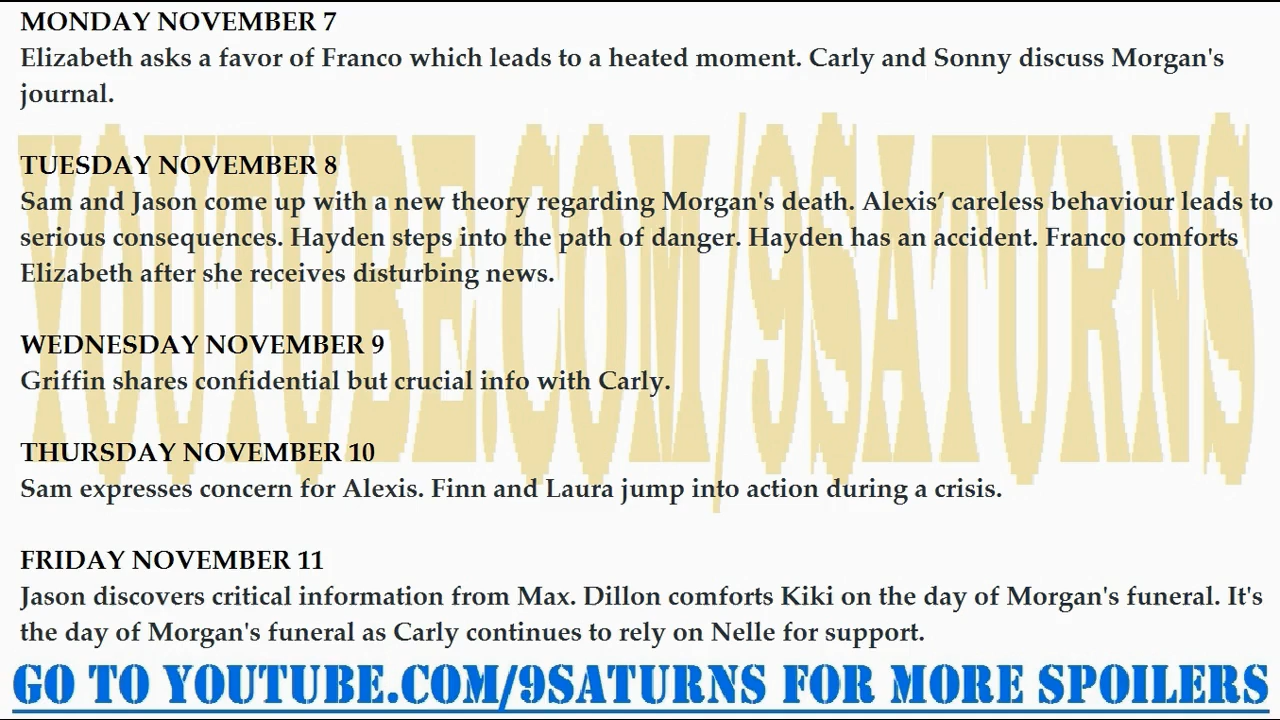 MONDAY NOVEMBER 7
Elizabeth asks a favor of Franco which leads to a heated moment. Carly and Sonny discuss Morgan's
journal.
TUESDAY NOVEMBER 8
Sam and Jason come up with a new theory regarding Morgan's death. Alexis’ careless behaviour leads to
serious consequences. Hayden steps into the path of danger. Hayden has an accident. Franco comforts
Elizabeth after she receives disturbing news.
WEDNESDAY NOVEMBER 9
Griffin shares confidential but crucial info with Carly.
THURSDAY NOVEMBER 10
Sam expresses concern for Alexis. Finn and Laura jump into action during a crisis.
FRIDAY NOVEMBER 11
Jason discovers critical information from Max. Dillon comforts Kiki on the day of Morgan's funeral. It's
the day of Morgan's funeral as Carly continues to rely on Nelle for support.
GO TO YOUTUBE.COM/9SATURNS FOR MORE SPOILERS
YOUTUBE.COM/9SATURNS